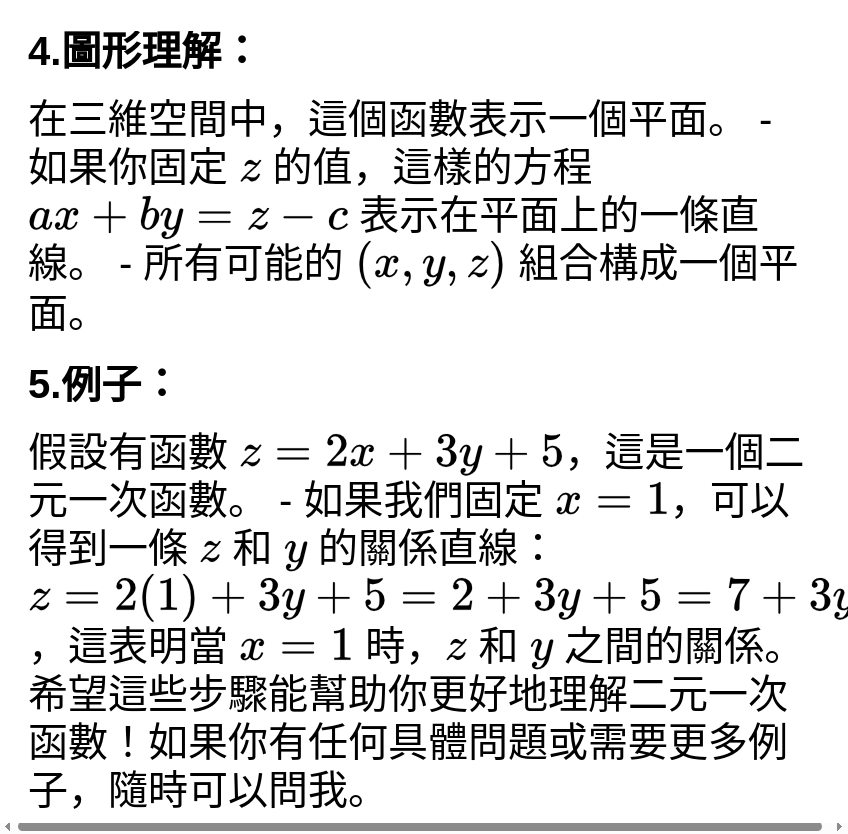 4.圖形理解：
在三維空間中，這個函數表示一個平面。 -
如果你固定 z 的值，這樣的方程
ax + by = z − c 表示在平面上的一條直
線。 - 所有可能的 (x, y, z) 組合構成一個平
面。
5.例子：
假設有函數 z = 2x + 3y + 5，這是一個二
元一次函數。 - 如果我們固定 x = 1，可以
得到一條 z 和 y 的關係直線：
z = 2(1) + 3y + 5 = 2 + 3y + 5 = 7 + 3y
，這表明當 x = 1 時，z 和 y 之間的關係。
希望這些步驟能幫助你更好地理解二元一次
函數！如果你有任何具體問題或需要更多例
子，隨時可以問我。